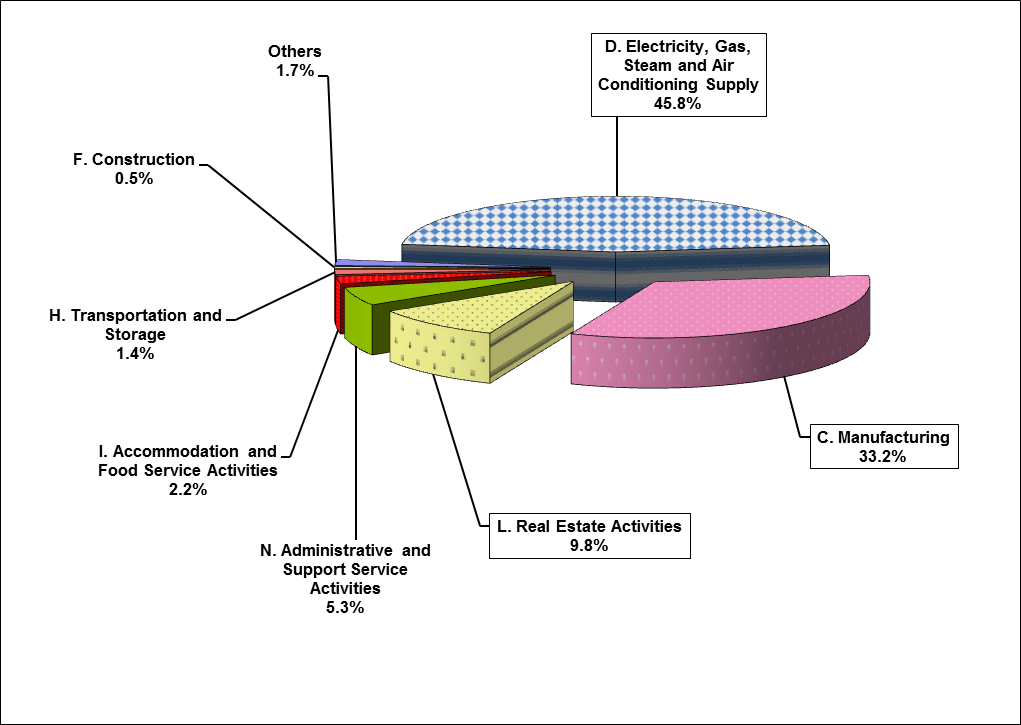 Others
1.7%
D. Electricity, Gas,
Steam and Air
Conditioning Supply
45.8%
F. Construction
0.5%
H. Transportation and
Storage
1.4%
I. Accommodation and
Food Service Activities
2.2%
C. Manufacturing
33.2%
L. Real Estate Activities
9.8%
N. Administrative and
Support Service
Activities
5.3%